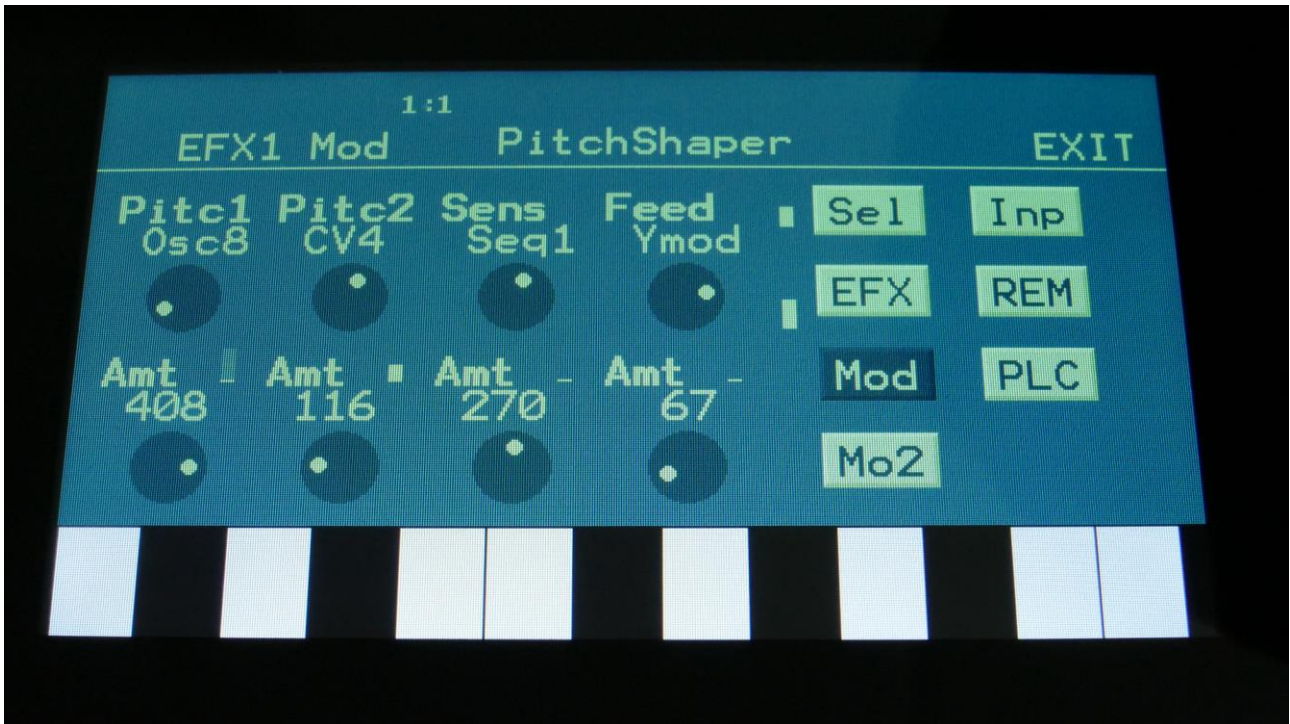 1:1
EFX1 Mod PitchShaper EXIT
Pitc1 Pitc2 Sens Feed Sel Inp
Osc8 CV4 Seq1 Ymod
EFX REM
Amt Amt Amt Amt Mod PLC
408 116 270 67
Mo2